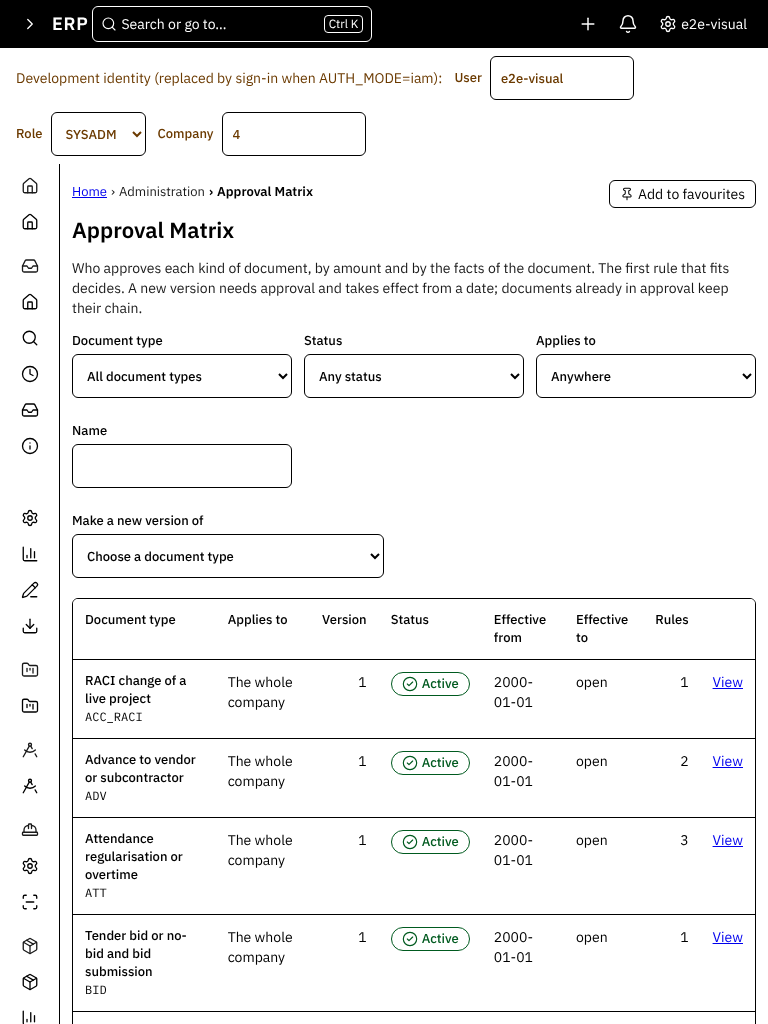 ERP
Search or go to...
Ctrl K
e2e-visual
Development identity (replaced by sign-in when AUTH_MODE=iam):
User
e2e-visual
Role
SYSADM
Company
4
Home › Administration › Approval Matrix
Add to favourites
Approval Matrix
Who approves each kind of document, by amount and by the facts of the document. The first rule that fits
decides. A new version needs approval and takes effect from a date; documents already in approval keep
their chain.
Document type
Status
Applies to
All document types
Any status
Anywhere
Name
Make a new version of
Choose a document type
Document type
Applies to
Version
Status
Effective
from
Effective
to
Rules
RACI change of a
live project
ACC_RACI
The whole
company
1
Active
2000-
01-01
open
1
View
Advance to vendor
or subcontractor
ADV
The whole
company
1
Active
2000-
01-01
open
2
View
Attendance
regularisation or
overtime
ATT
The whole
company
1
Active
2000-
01-01
open
3
View
Tender bid or no-
bid and bid
submission
BID
The whole
company
1
Active
2000-
01-01
open
1
View